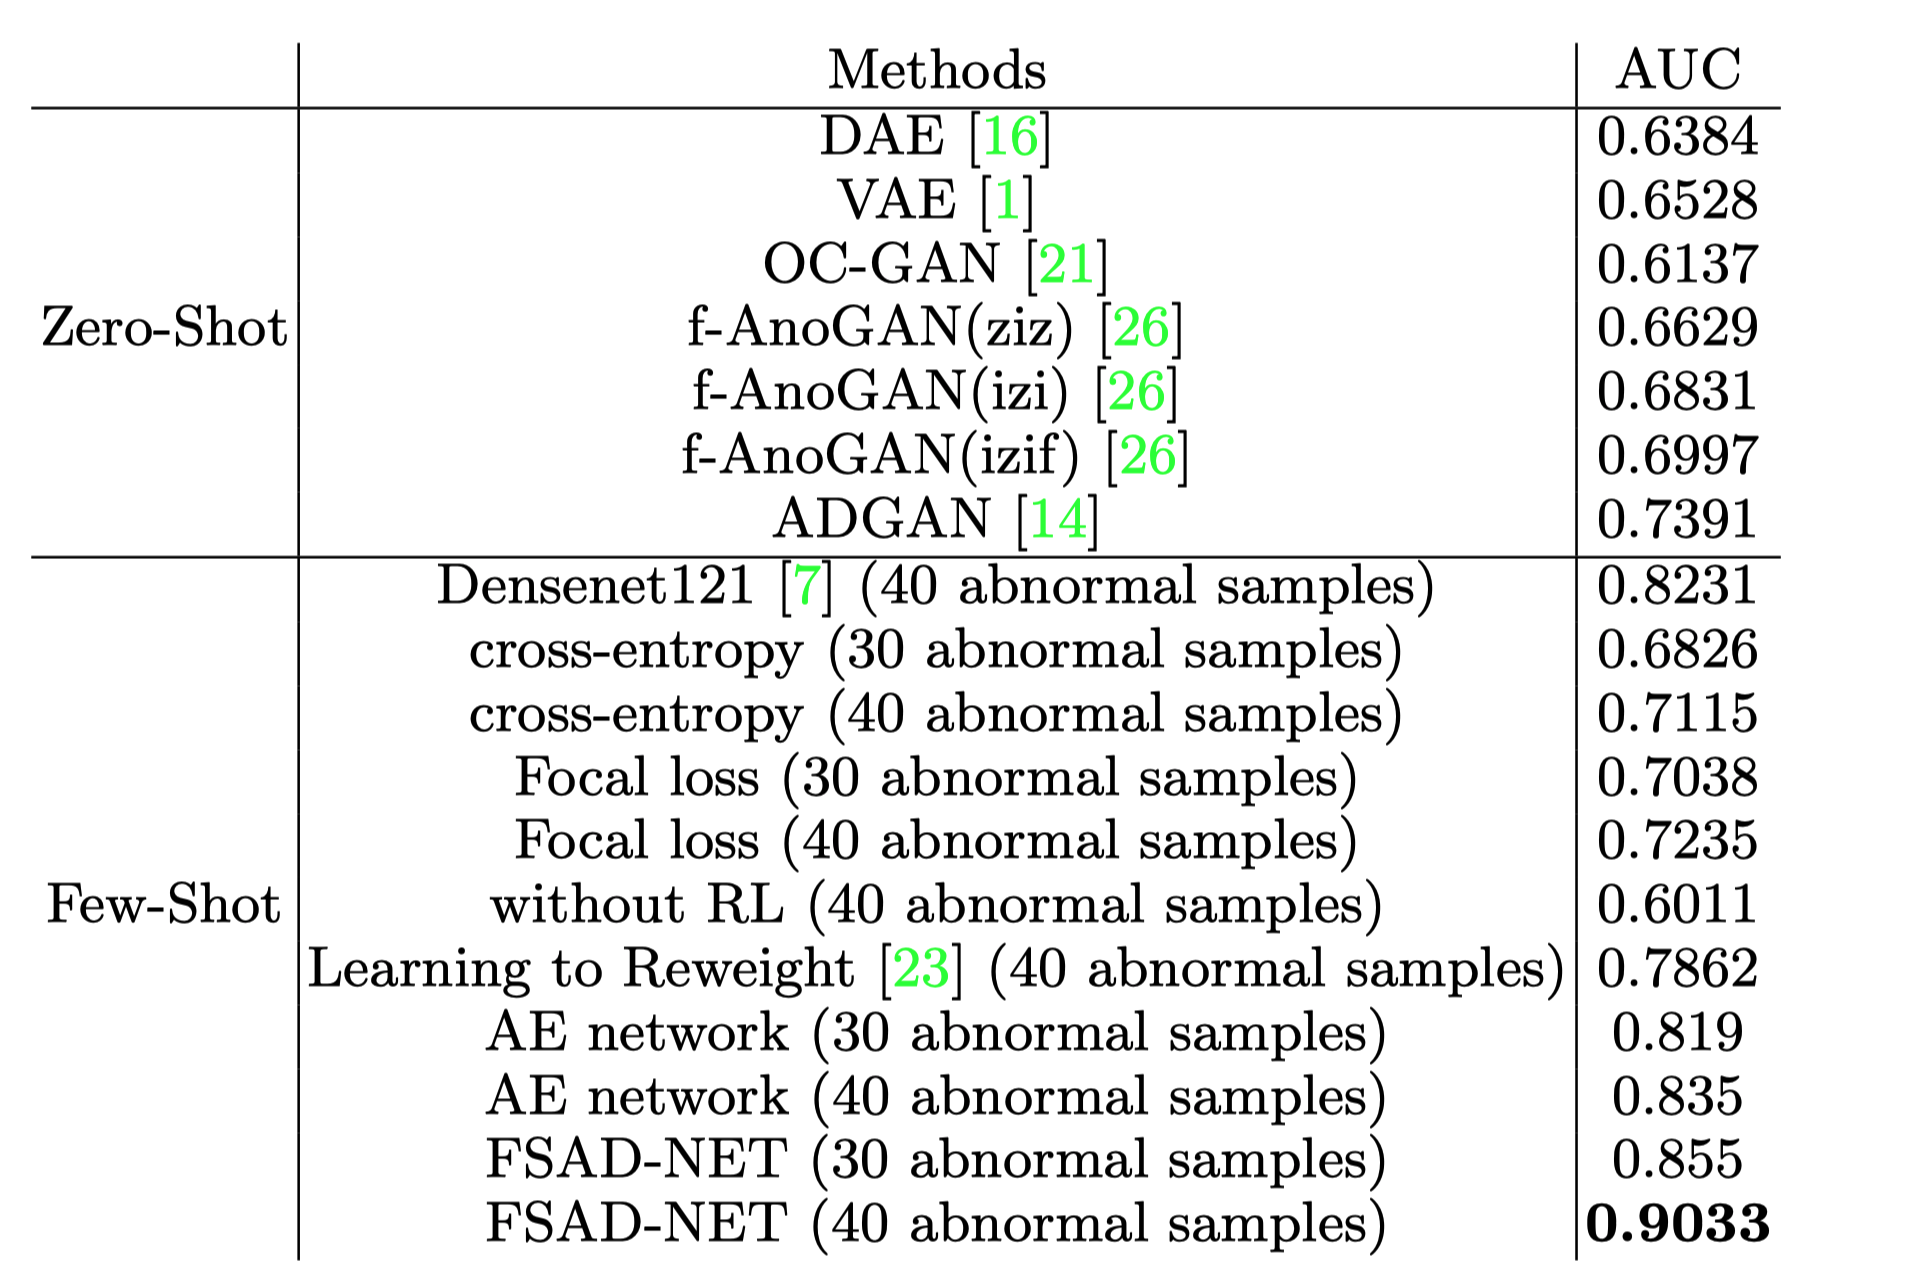 Methods AUC
DAE [16] 0.6384
VAE [1] 0.6528
OC-GAN [21] 0.6137
Zero-Shot f-AnoGAN(ziz) [26] 0.6629
f-AnoGAN(izi) [26] 0.6831
f-AnoGAN(izif) [26] 0.6997
ADGAN [14] 0.7391
Densenet121 [7] (40 abnormal samples) 0.8231
cross-entropy (30 abnormal samples) 0.6826
cross-entropy (40 abnormal samples) 0.7115
Focal loss (30 abnormal samples) 0.7038
Focal loss (40 abnormal samples) 0.7235
Few-Shot without RL (40 abnormal samples) 0.6011
Learning to Reweight [23] (40 abnormal samples) 0.7862
AE network (30 abnormal samples) 0.819
AE network (40 abnormal samples) 0.835
FSAD-NET (30 abnormal samples) 0.855
FSAD-NET (40 abnormal samples) 0.9033